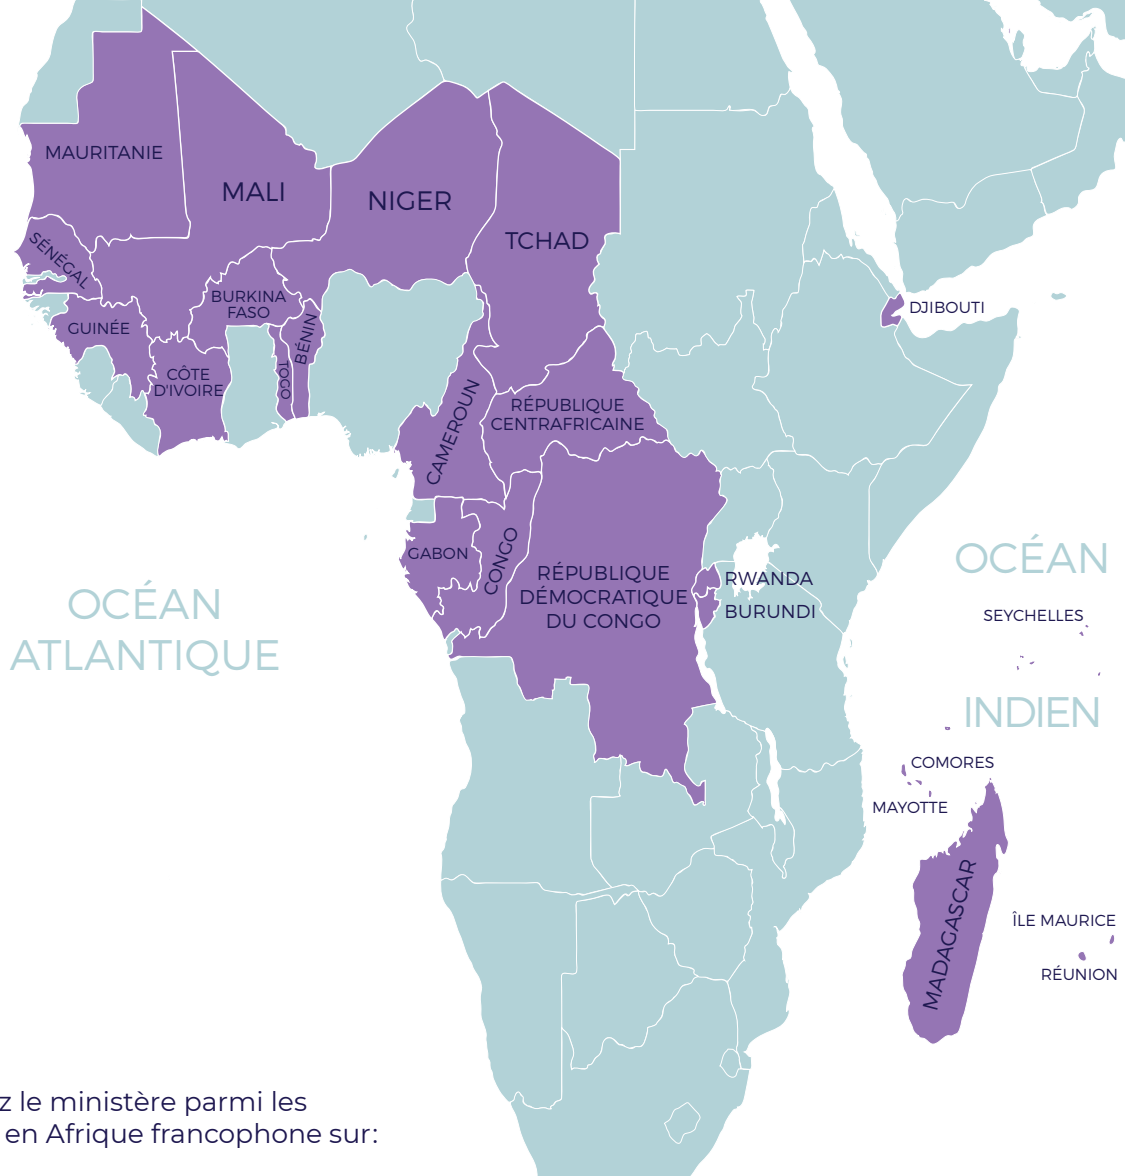 MAURITANIE
MALI
NIGER
TCHAD
SÉNÉGAL
BURKINA
FASO
GUINÉE
BÉNIN
TOGO
CÔTE
D'IVOIRE
DJIBOUTI
CAMEROUN
RÉPUBLIQUE
CENTRAFRICAINE
GABON
CONGO
RÉPUBLIQUE
DÉMOCRATIQUE
DU CONGO
RWANDA
BURUNDI
OCÉAN
ATLANTIQUE
OCÉAN
SEYCHELLES
INDIEN
COMORES
MAYOTTE
MADAGASCAR
ÎLE MAURICE
RÉUNION
z le ministère parmi les
en Afrique francophone sur: